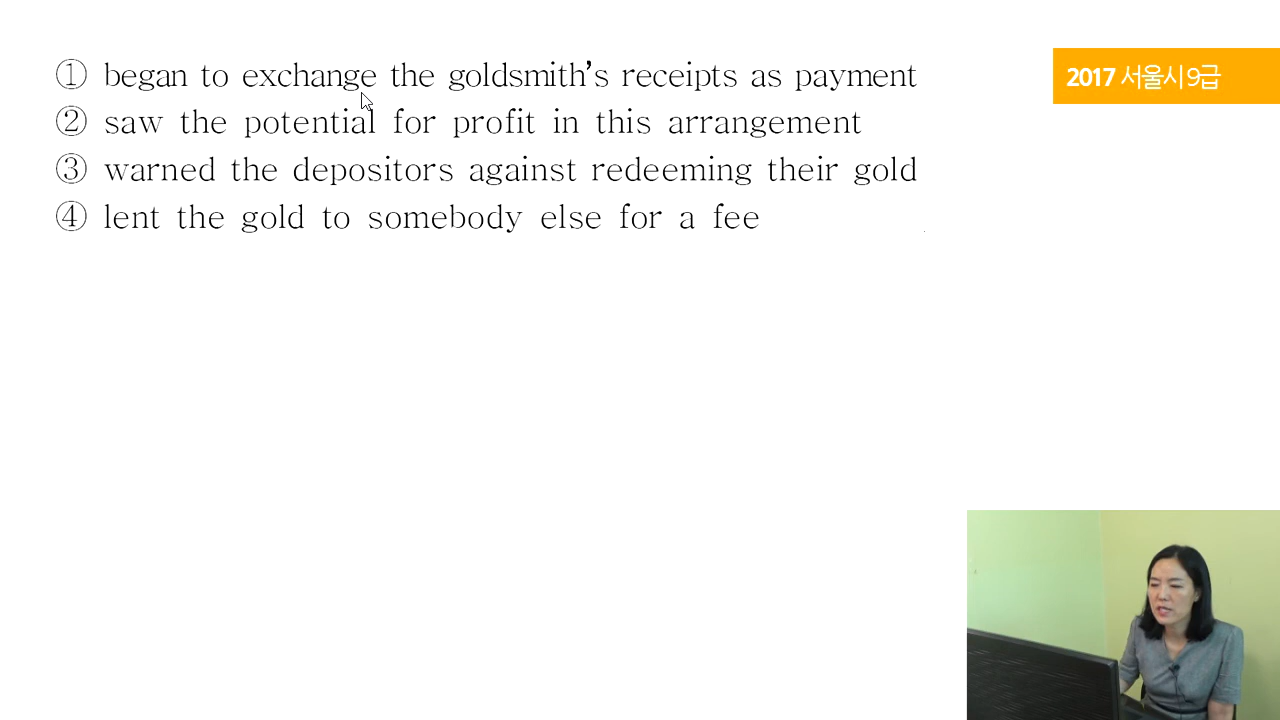 ① began to exchange the goldsmith's receipts as payment
② saw the potential for profit in this arrangement
③ warned the depositors against redeeming their gold
④ lent the gold to somebody else for a fee
2017 서울시 9급